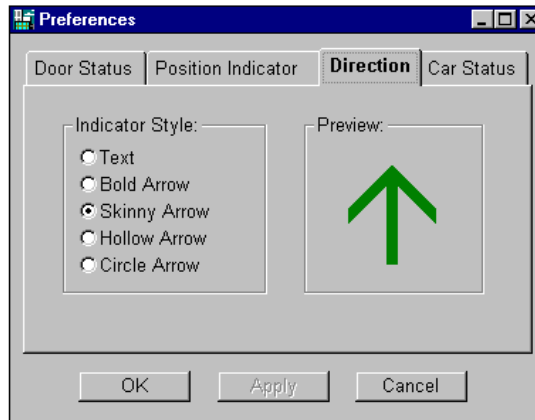 Preferences
Door Status Position Indicator Direction Car Status
Indicator Style: Preview:
Text
Bold Arrow
Skinny Arrow
Hollow Arrow
Circle Arrow
OK Apply Cancel